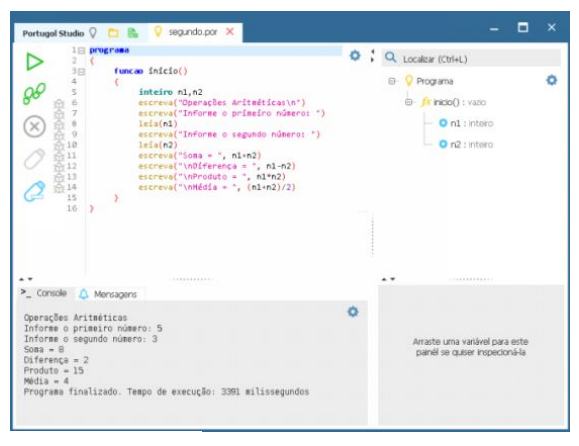 Portugol Studio
segundo.por
1 programa
2 {
3 funcao inicio()
4 {
5 inteiro n1,n2
6 escreva("Operações Aritméticas\n")
7 escreva("Informe o primeiro número: ")
8 leia(n1)
9 escreva("Informe o segundo número: ")
10 leia(n2)
11 escreva("Soma = ", n1+n2)
12 escreva("\nDiferença = ", n1-n2)
13 escreva("\nProduto = ", n1*n2)
14 escreva("\nMédia = ", (n1+n2)/2)
15 }
16 }
Localizar (Ctrl+L)
Programa
fx inicio() : vazio
n1 : inteiro
n2 : inteiro
>_ Console Mensagens
Operações Aritméticas
Informe o primeiro número: 5
Informe o segundo número: 3
Soma = 8
Diferença = 2
Produto = 15
Média = 4
Programa finalizado. Tempo de execução: 3391 milissegundos
Arraste uma variável para este
painél se quiser inspecioná-la